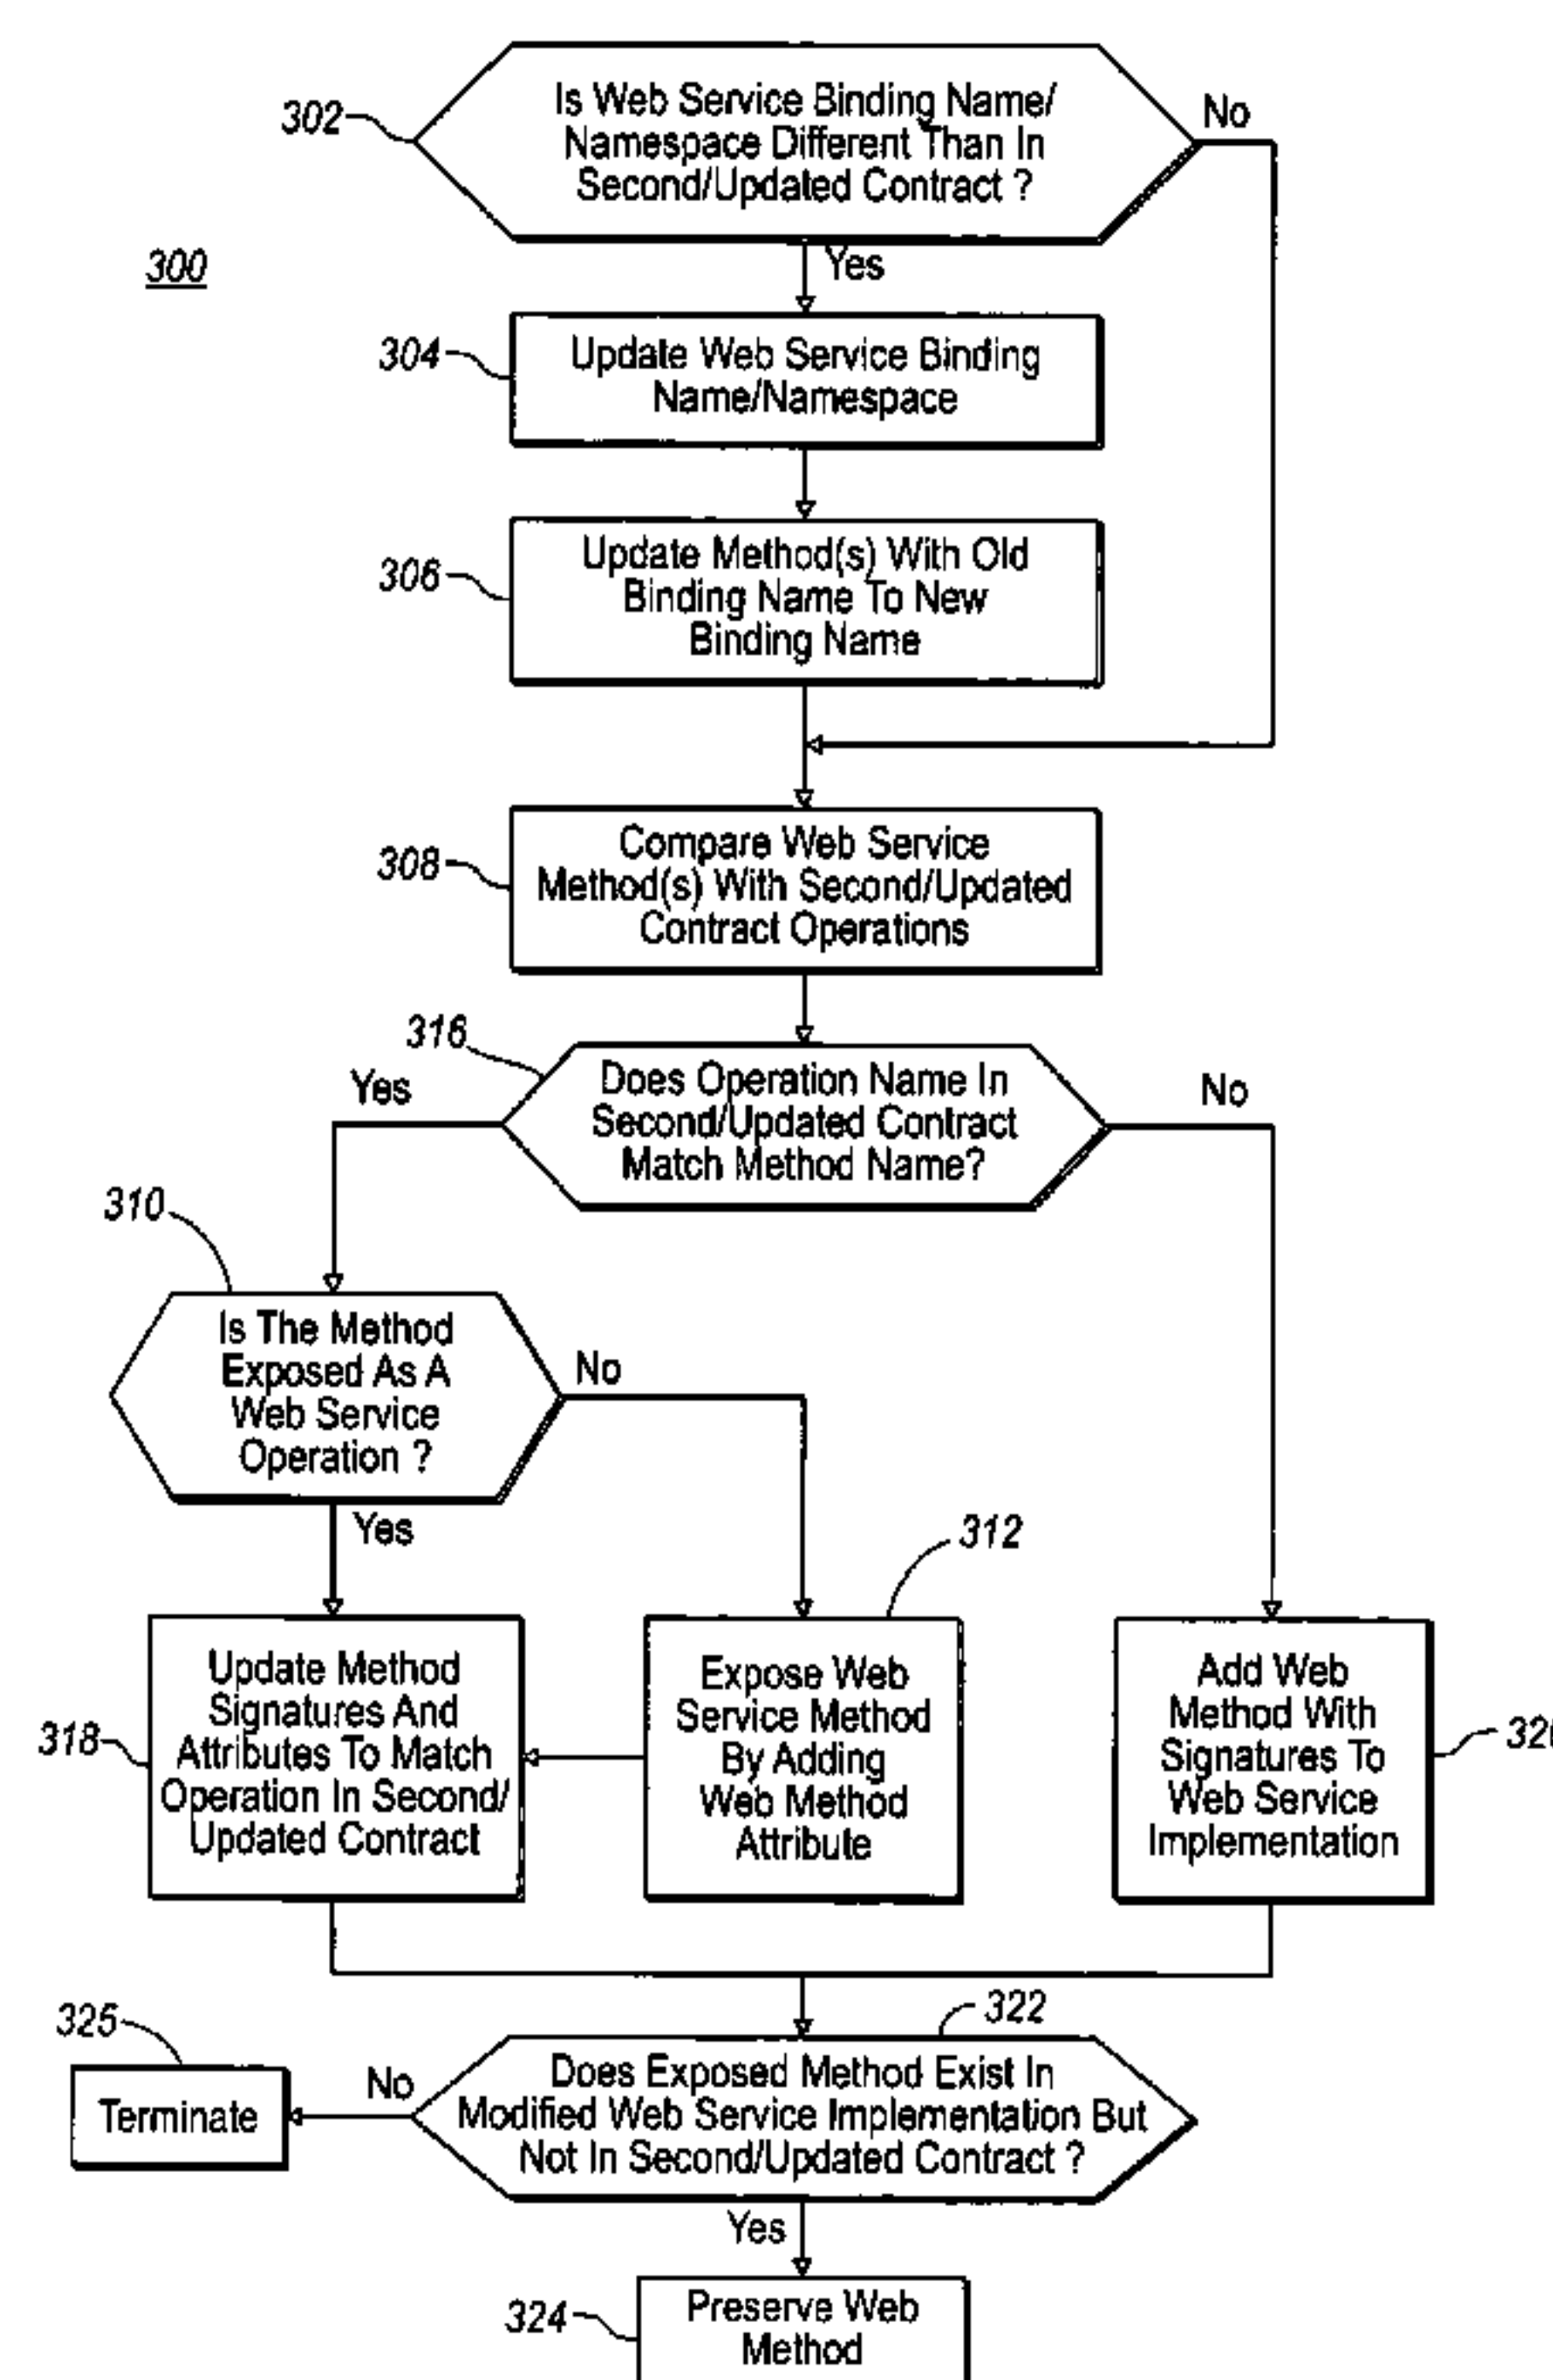 Is Web Service Binding Name/
Namespace Different Than In
Second/Updated Contract ?
302
No
300
Yes
304
Update Web Service Binding
Name/Namespace
306
Update Method(s) With Old
Binding Name To New
Binding Name
308
Compare Web Service
Method(s) With Second/Updated
Contract Operations
316
Yes
Does Operation Name In
Second/Updated Contract
Match Method Name?
No
310
Is The Method
Exposed As A
Web Service
Operation ?
No
Yes
312
318
Update Method
Signatures And
Attributes To Match
Operation In Second/
Updated Contract
Expose Web
Service Method
By Adding
Web Method
Attribute
Add Web
Method With
Signatures To
Web Service
Implementation
325
322
Terminate
No
Does Exposed Method Exist In
Modified Web Service Implementation But
Not In Second/Updated Contract ?
Yes
324
Preserve Web
Method